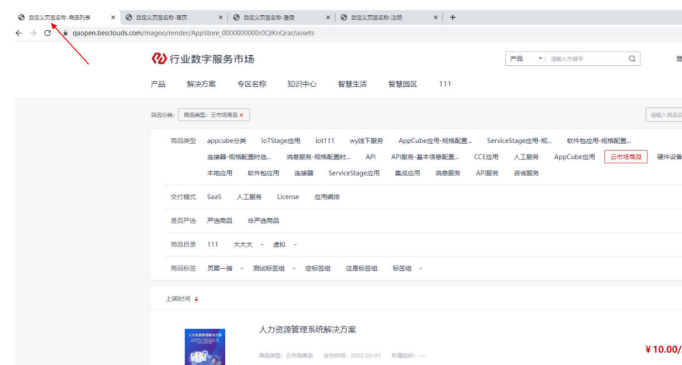 自定义页签名称-商品列表 × 自定义页签名称-首页 × 自定义页签名称-登录 × 自定义页签名称-注册 × +
qaopen.besclouds.com/magno/render/AppStore_0000000000r0QIKnQrar/assets
行业数字服务市场 产品 请输入关键字
产品 解决方案 专区名称 知识中心 智慧生活 智慧园区 111
筛选分类: 商品类型: 云市场商品 ×
商品类型 appcube分类 IoTStage应用 Iot111 wy线下服务 AppCube应用-规格配置... ServiceStage应用-规... 软件包应用-规格配置...
连接器-规格配置时选... 消息服务-规格配置时... API API服务-基本信息配置... CCE应用 人工服务 AppCube应用 云市场商品 硬件设备
本地应用 软件包应用 连接器 ServiceStage应用 集成应用 消息服务 API服务 咨询服务
交付模式 SaaS 人工服务 License 应用编排
是否严选 严选商品 非严选商品
商品目录 111 大大大 虚拟
商品标签 灵霸一指 测试标签组 空标签组 这是标签组 标签组
上架时间
人力资源管理系统解决方案
商品类型: 云市场商品 发布时间: 2022-03-01 所属组织: ---
¥10.00/